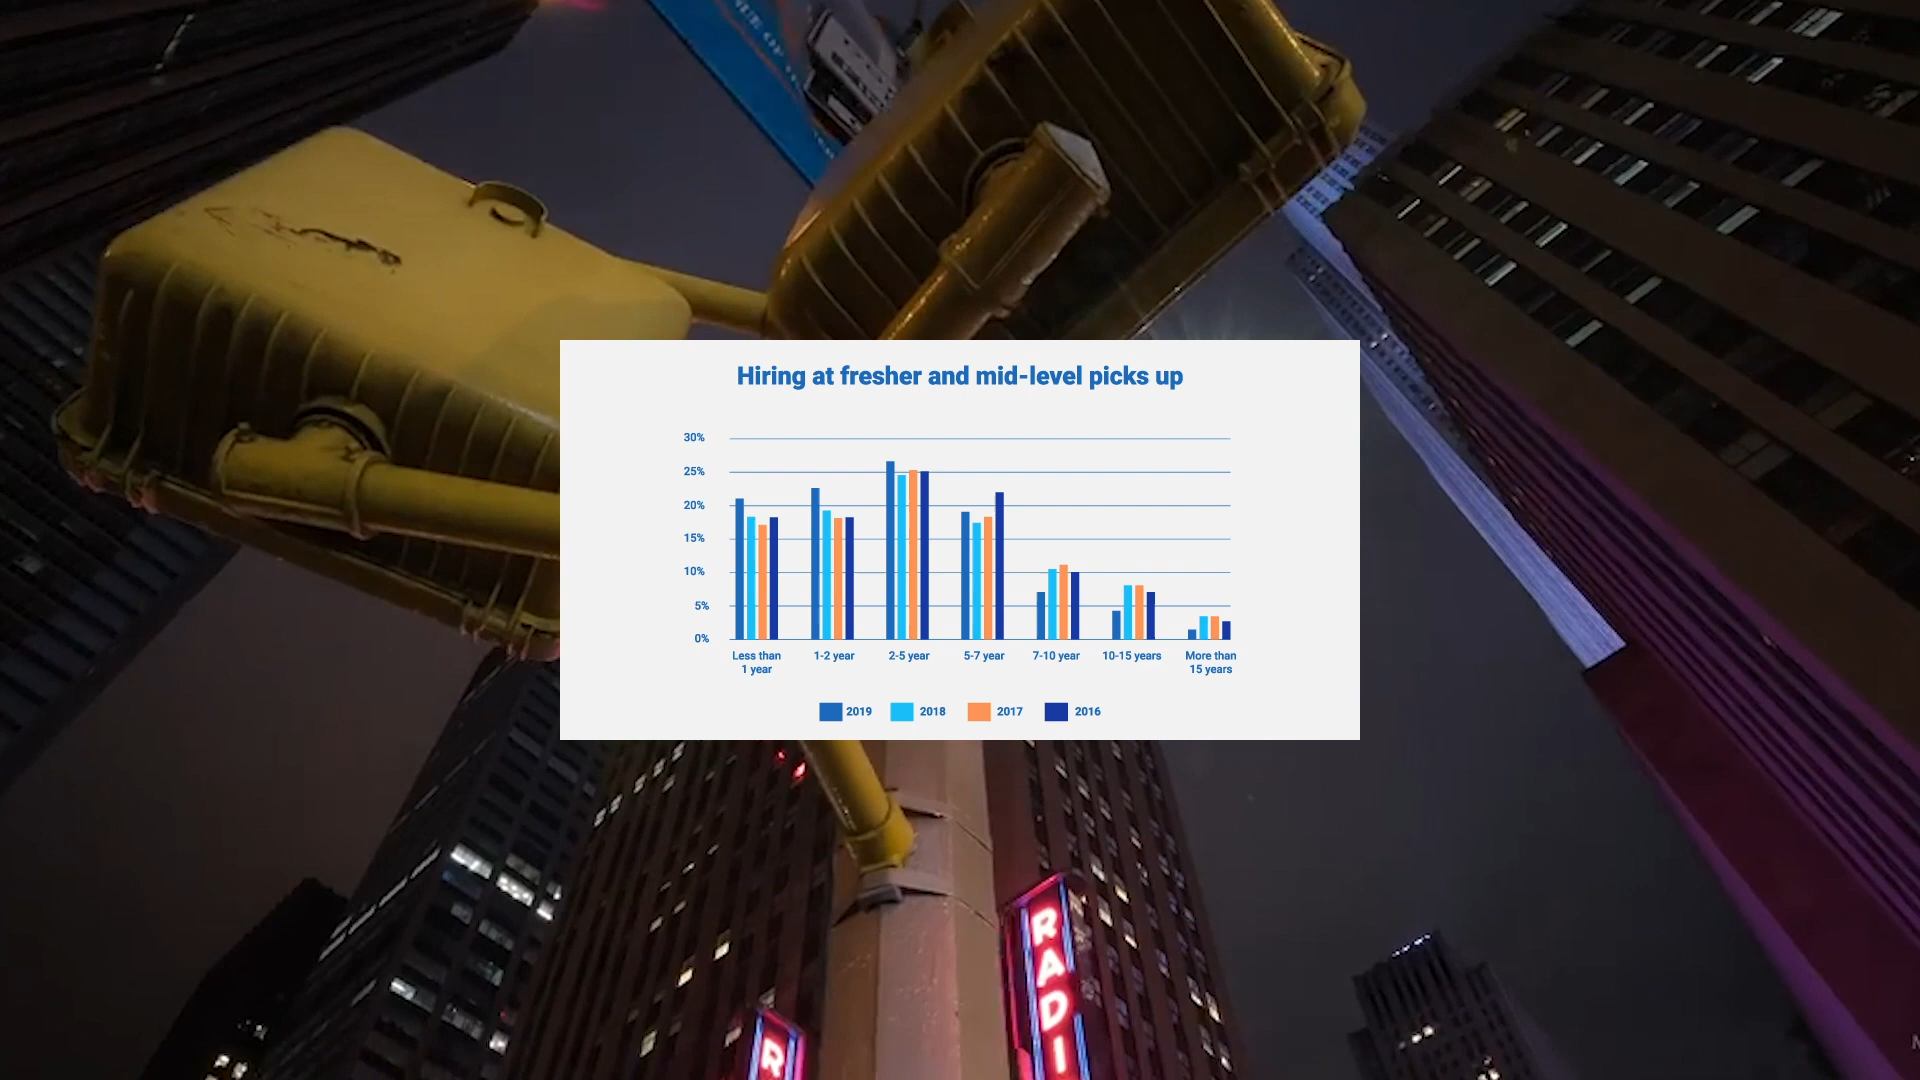 Hiring at fresher and mid-level picks up
30%
25%
20%
15%
10%
5%
0%
Less than
1 year
1-2 year
2-5 year
5-7 year
7-10 year
10-15 years
More than
15 years
2019
2018
2017
2016
RADI
R